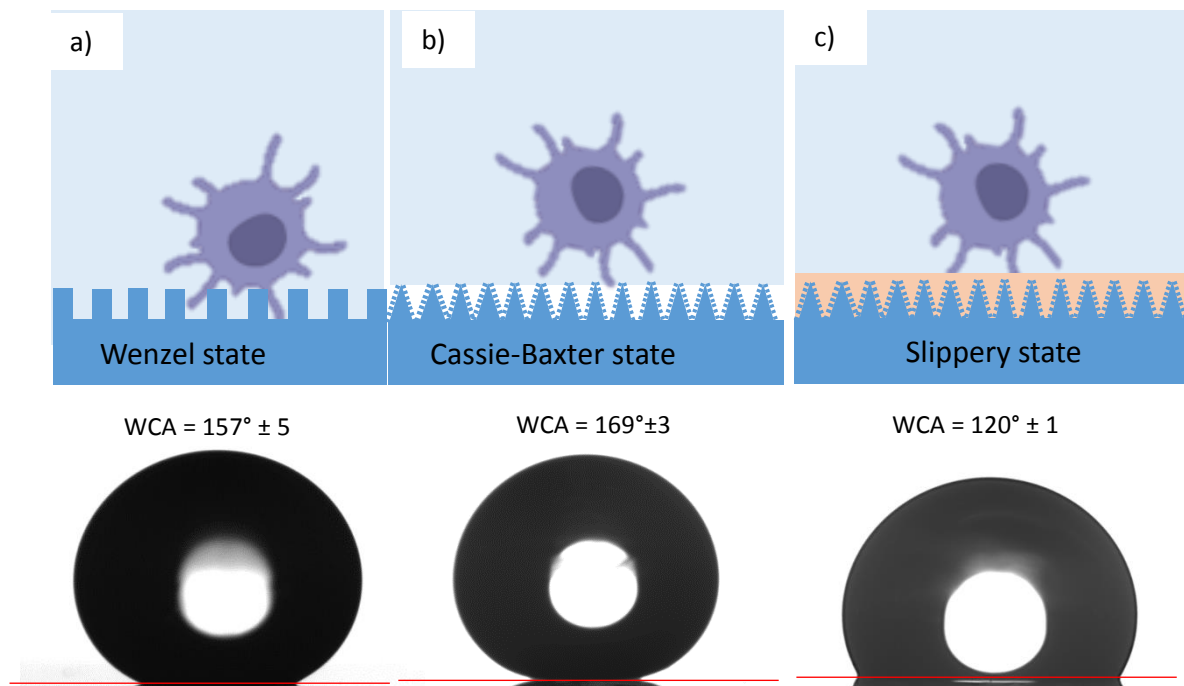 a)
b)
c)
Wenzel state
Cassie-Baxter state
Slippery state
WCA = 157° ± 5
WCA = 169°±3
WCA = 120° ± 1